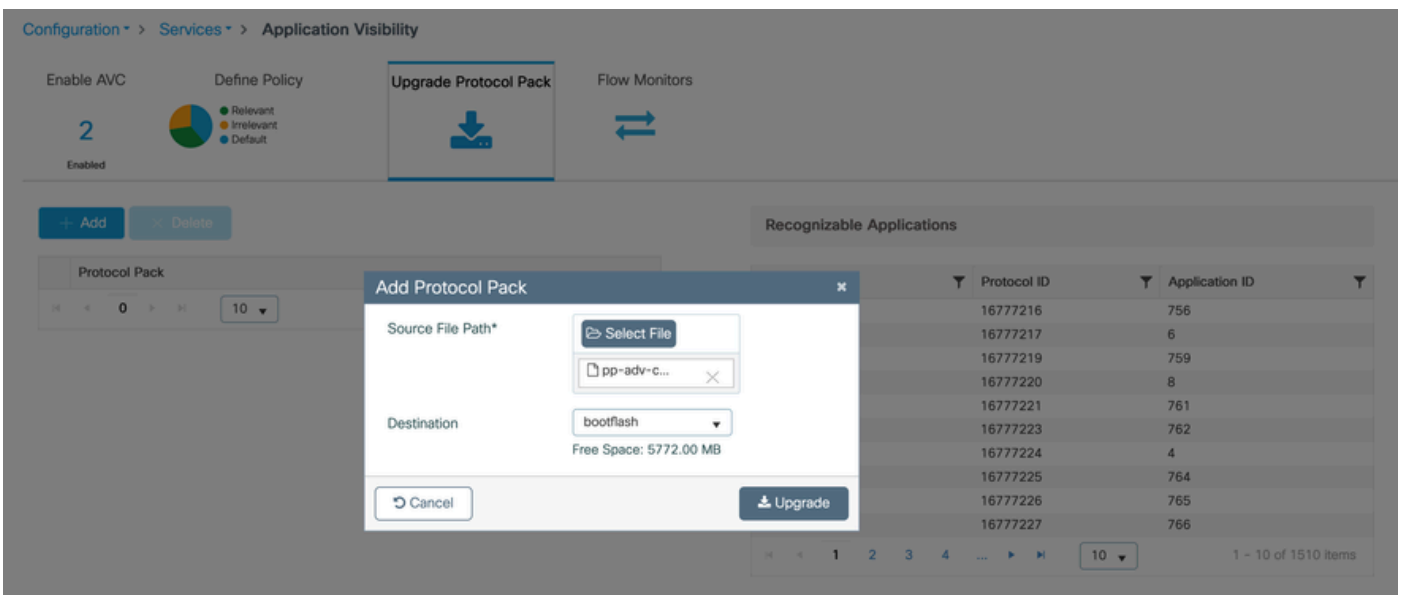 Configuration > Services > Application Visibility
Enable AVC
2
Enabled
Define Policy
Relevant
Irrelevant
Default
Upgrade Protocol Pack
Flow Monitors
+ Add
× Delete
Protocol Pack
0
10
Recognizable Applications
Protocol ID Application ID
16777216 756
16777217 6
16777219 759
16777220 8
16777221 761
16777223 762
16777224 4
16777225 764
16777226 765
16777227 766
1 2 3 4 ... 10 1 - 10 of 1510 items
Add Protocol Pack
Source File Path*
Select File
pp-adv-c...
Destination
bootflash
Free Space: 5772.00 MB
Cancel
Upgrade